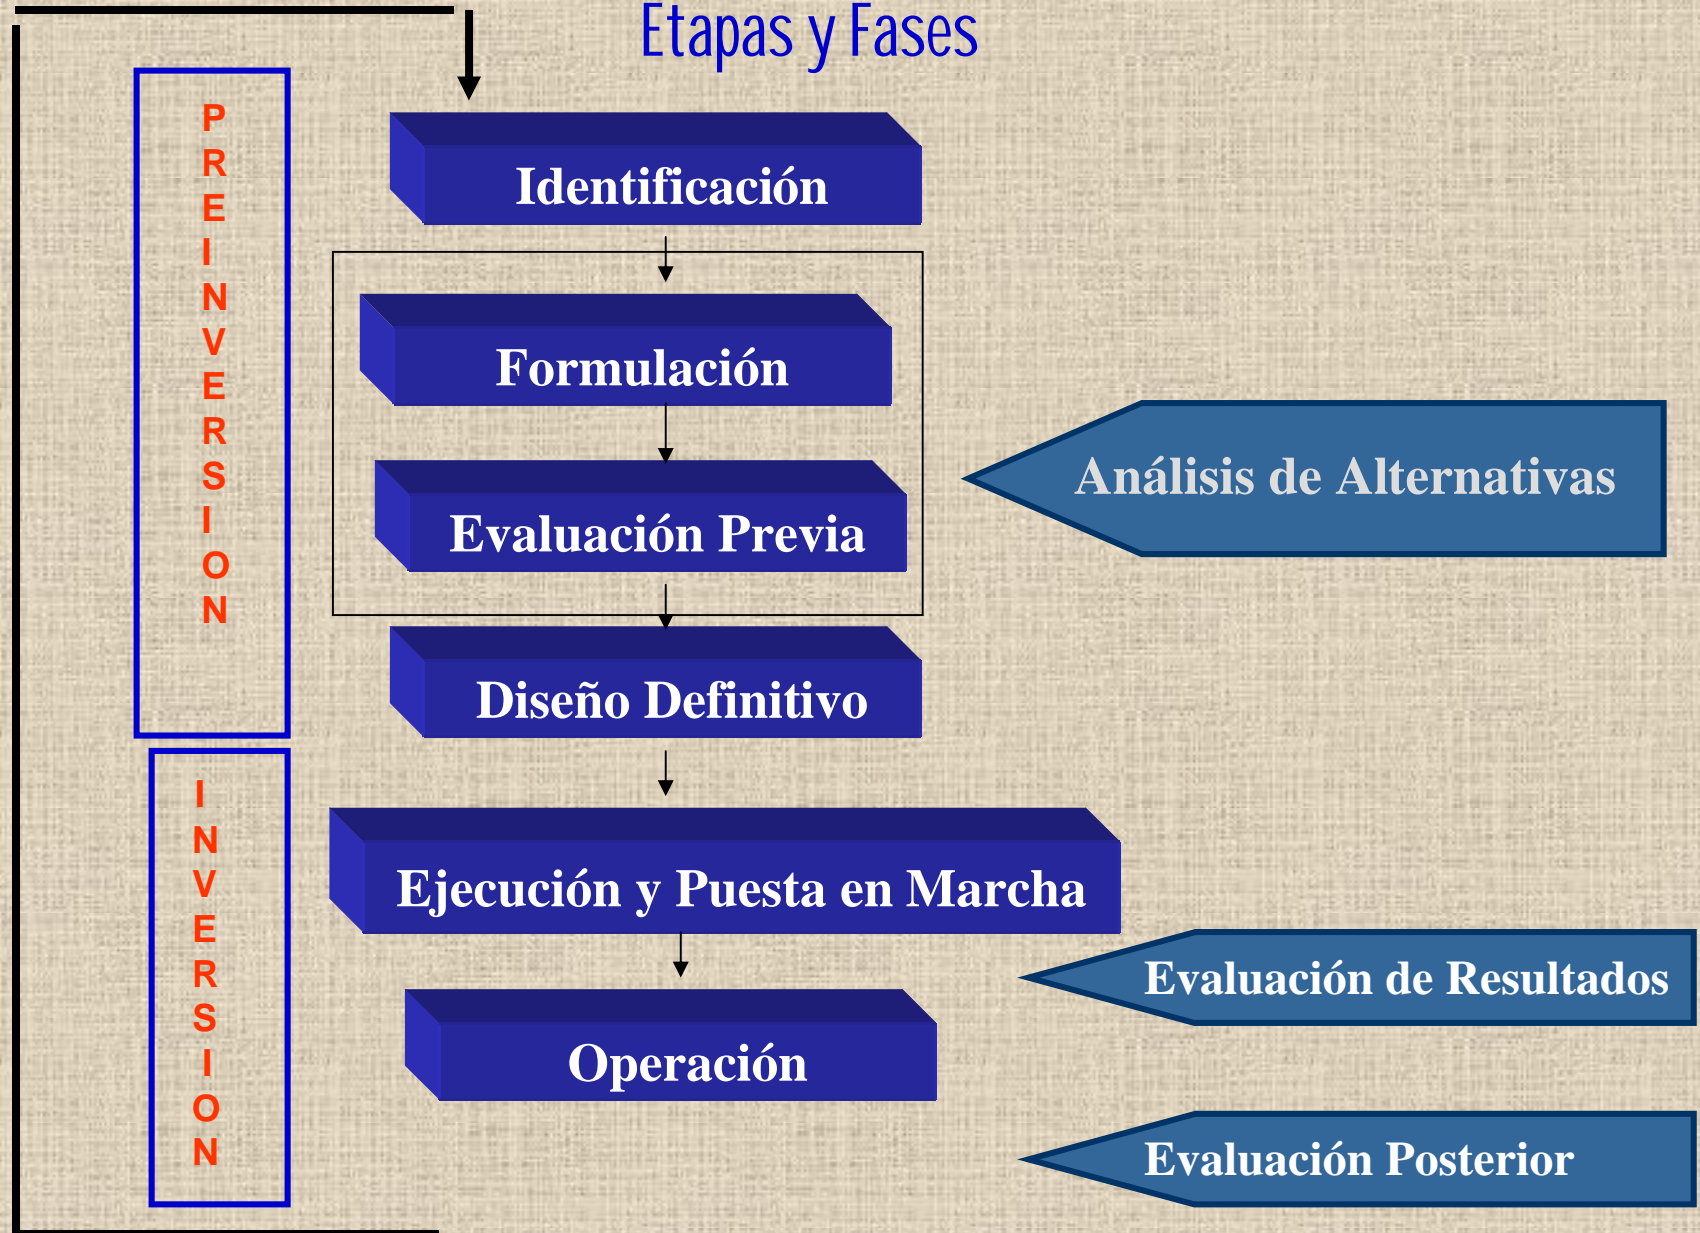 Etapas y Fases
PREINVERSION
Identificación
Formulación
Evaluación Previa
Análisis de Alternativas
Diseño Definitivo
INVERSION
Ejecución y Puesta en Marcha
Evaluación de Resultados
Operación
Evaluación Posterior